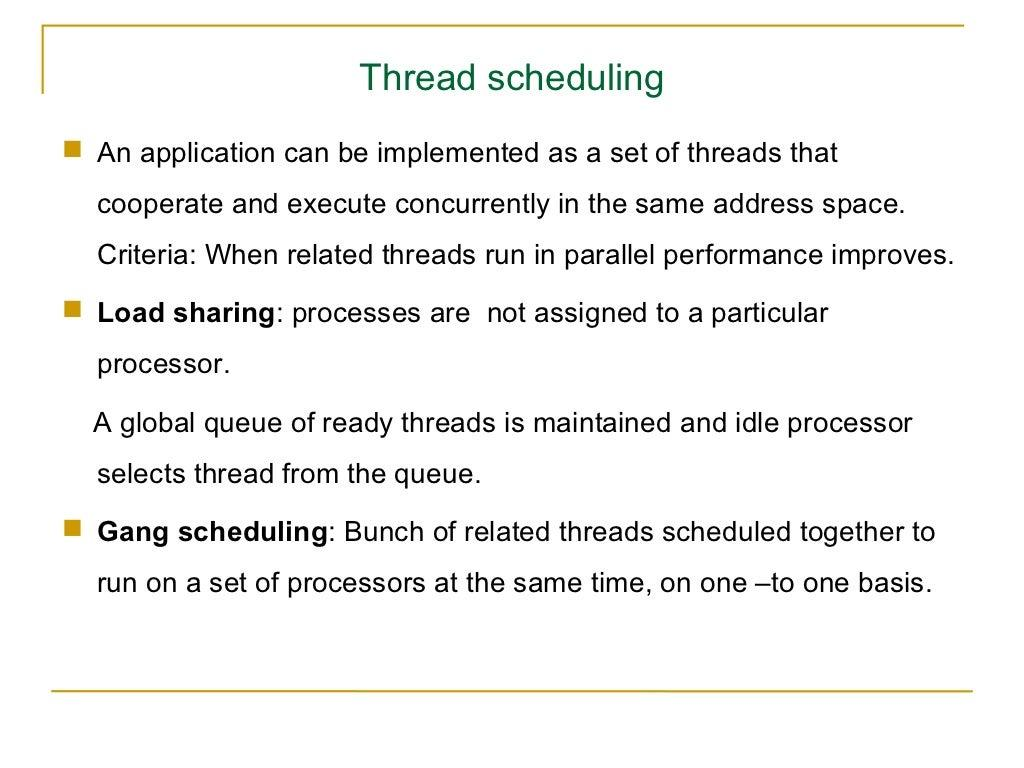 Thread scheduling
An application can be implemented as a set of threads that
cooperate and execute concurrently in the same address space.
Criteria: When related threads run in parallel performance improves.
Load sharing: processes are  not assigned to a particular
processor.
A global queue of ready threads is maintained and idle processor
selects thread from the queue.
Gang scheduling: Bunch of related threads scheduled together to
run on a set of processors at the same time, on one –to one basis.